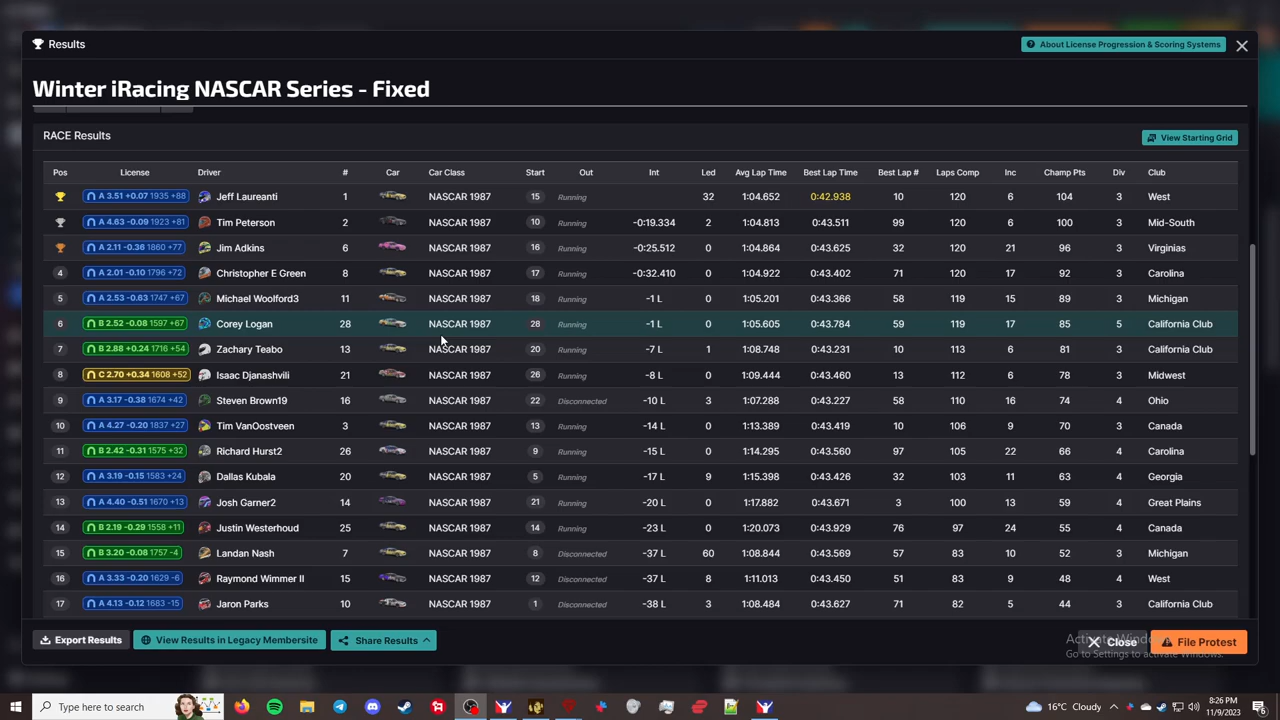 Results
About License Progression & Scoring Systems
Winter iRacing NASCAR Series - Fixed
RACE Results
View Starting Grid
Pos License Driver # Car Car Class Start Out Int Led Avg Lap Time Best Lap Time Best Lap # Laps Comp Inc Champ Pts Div Club
A 3.51 +0.07 1935 +88 Jeff Laureanti 1 NASCAR 1987 15 Running 32 1:04.652 0:42.938 10 120 6 104 3 West
A 4.63 -0.09 1923 +81 Tim Peterson 2 NASCAR 1987 10 Running -0:19.334 2 1:04.813 0:43.511 99 120 6 100 3 Mid-South
A 2.11 -0.36 1860 +77 Jim Adkins 6 NASCAR 1987 16 Running -0:25.512 0 1:04.864 0:43.625 32 120 21 96 3 Virginias
4 A 2.01 -0.10 1796 +72 Christopher E Green 8 NASCAR 1987 17 Running -0:32.410 0 1:04.922 0:43.402 71 120 17 92 3 Carolina
5 A 2.53 -0.63 1747 +67 Michael Woolford3 11 NASCAR 1987 18 Running -1 L 0 1:05.201 0:43.366 58 119 15 89 3 Michigan
6 B 2.52 -0.08 1597 +67 Corey Logan 28 NASCAR 1987 28 Running -1 L 0 1:05.605 0:43.784 59 119 17 85 5 California Club
7 B 2.88 +0.24 1716 +54 Zachary Teabo 13 NASCAR 1987 20 Running -7 L 1 1:08.748 0:43.231 10 113 6 81 3 California Club
8 C 2.70 +0.34 1608 +52 Isaac Djanashvili 21 NASCAR 1987 26 Running -8 L 0 1:09.444 0:43.460 13 112 6 78 3 Midwest
9 A 3.17 -0.38 1674 +42 Steven Brown19 16 NASCAR 1987 22 Disconnected -10 L 3 1:07.288 0:43.227 58 110 16 74 4 Ohio
10 A 4.27 -0.20 1837 +27 Tim VanOostveen 3 NASCAR 1987 13 Running -14 L 0 1:13.389 0:43.419 58 106 9 70 3 Canada
11 B 2.42 -0.31 1575 +32 Richard Hurst2 26 NASCAR 1987 9 Running -15 L 0 1:14.295 0:43.560 97 105 22 66 4 Carolina
12 A 3.19 -0.15 1583 +24 Dallas Kubala 20 NASCAR 1987 5 Running -17 L 9 1:15.398 0:43.426 32 103 11 63 4 Georgia
13 A 4.40 -0.51 1670 +13 Josh Garner2 14 NASCAR 1987 21 Running -20 L 0 1:17.882 0:43.671 3 100 13 59 4 Great Plains
14 B 2.19 -0.29 1558 +11 Justin Westerhoud 25 NASCAR 1987 14 Running -23 L 0 1:20.073 0:43.929 76 97 24 55 4 Canada
15 B 3.20 -0.08 1757 -4 Landan Nash 7 NASCAR 1987 8 Disconnected -37 L 60 1:08.844 0:43.569 57 83 10 52 3 Michigan
16 A 3.33 -0.20 1629 -6 Raymond Wimmer II 15 NASCAR 1987 12 Disconnected -37 L 8 1:11.013 0:43.450 51 83 9 48 4 West
17 A 4.13 -0.12 1683 -15 Jaron Parks 10 NASCAR 1987 1 Disconnected -38 L 3 1:08.484 0:43.627 71 82 5 44 3 California Club
Export Results View Results in Legacy Membersite Share Results Close File Protest
Activate Windows
Go to Settings to activate Windows.
Type here to search 16°C Cloudy 8:26 PM
11/9/2023